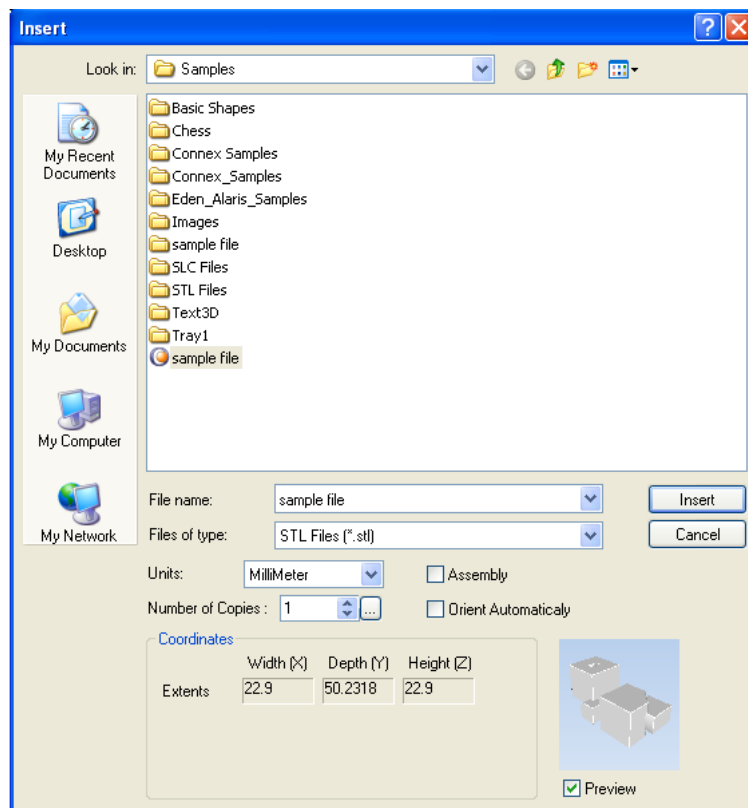 Insert
Look in: Samples
Basic Shapes
Chess
Connex Samples
Connex_Samples
Eden_Alaris_Samples
Images
sample file
SLC Files
STL Files
Text3D
Tray1
sample file
My Recent
Documents
Desktop
My Documents
My Computer
My Network
File name: sample file Insert
Files of type: STL Files (*.stl) Cancel
Units: MilliMeter Assembly
Number of Copies : 1 ... Orient Automaticaly
Coordinates
Width (X) Depth (Y) Height (Z)
Extents 22.9 50.2318 22.9
Preview